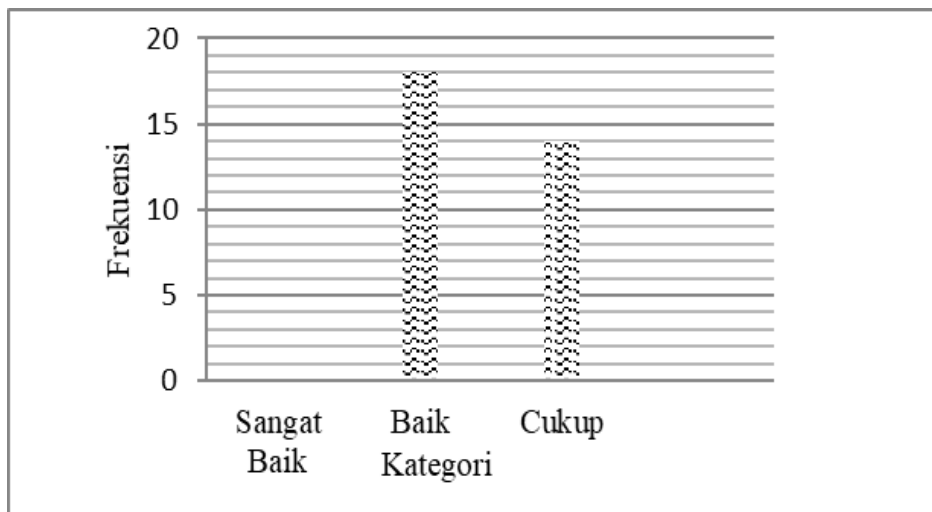 20
15
10
5
0
Frekuensi
Sangat Baik
Baik
Cukup
Kategori